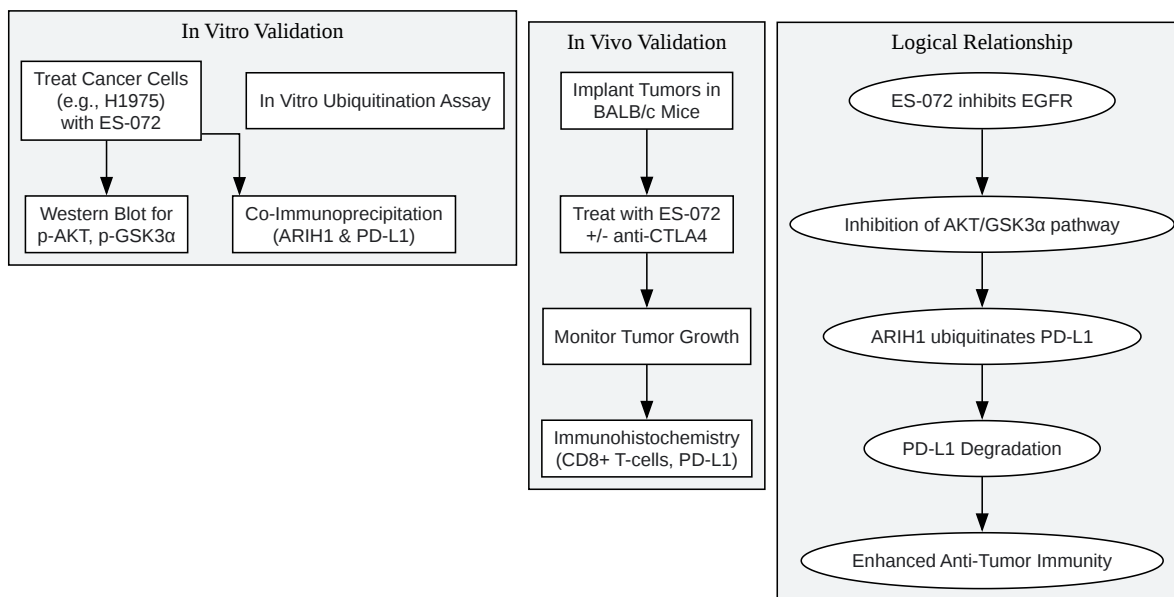 In Vitro Validation
Treat Cancer Cells
(e.g., H1975)
with ES-072
In Vitro Ubiquitination Assay
Western Blot for
p-AKT, p-GSK3α
Co-Immunoprecipitation
(ARIH1 & PD-L1)
In Vivo Validation
Implant Tumors in
BALB/c Mice
Treat with ES-072
+/- anti-CTLA4
Monitor Tumor Growth
Immunohistochemistry
(CD8+ T-cells, PD-L1)
Logical Relationship
ES-072 inhibits EGFR
Inhibition of AKT/GSK3α pathway
ARIH1 ubiquitinates PD-L1
PD-L1 Degradation
Enhanced Anti-Tumor Immunity